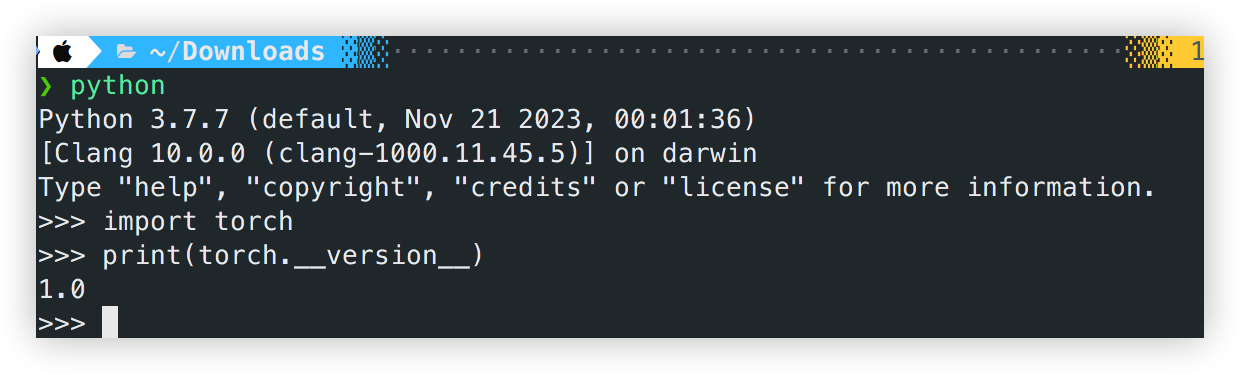 ~/Downloads 1
❯ python
Python 3.7.7 (default, Nov 21 2023, 00:01:36)
[Clang 10.0.0 (clang-1000.11.45.5)] on darwin
Type "help", "copyright", "credits" or "license" for more information.
>>> import torch
>>> print(torch.__version__)
1.0
>>>